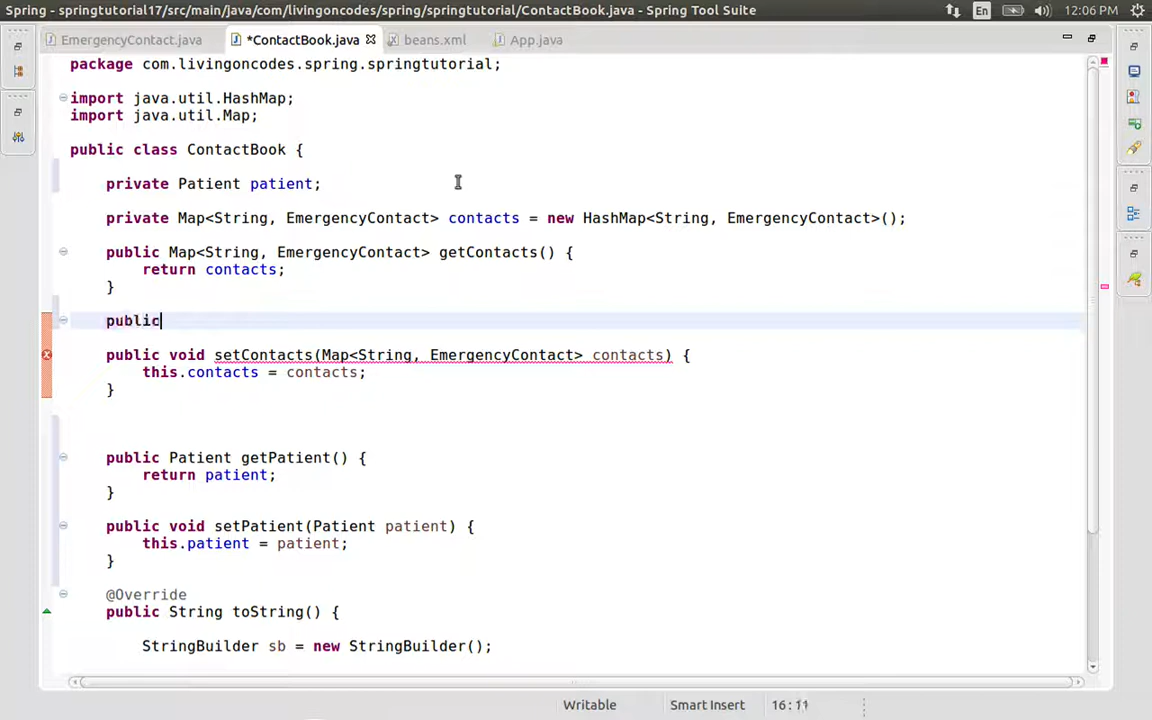 Spring - springtutorial17/src/main/java/com/livingoncodes/spring/springtutorial/ContactBook.java - Spring Tool Suite En 12:06 PM
EmergencyContact.java *ContactBook.java beans.xml App.java
package com.livingoncodes.spring.springtutorial;
import java.util.HashMap;
import java.util.Map;
public class ContactBook {
private Patient patient;
private Map<String, EmergencyContact> contacts = new HashMap<String, EmergencyContact>();
public Map<String, EmergencyContact> getContacts() {
return contacts;
}
public
public void setContacts(Map<String, EmergencyContact> contacts) {
this.contacts = contacts;
}
public Patient getPatient() {
return patient;
}
public void setPatient(Patient patient) {
this.patient = patient;
}
@Override
public String toString() {
StringBuilder sb = new StringBuilder();
Writable Smart Insert 16:11